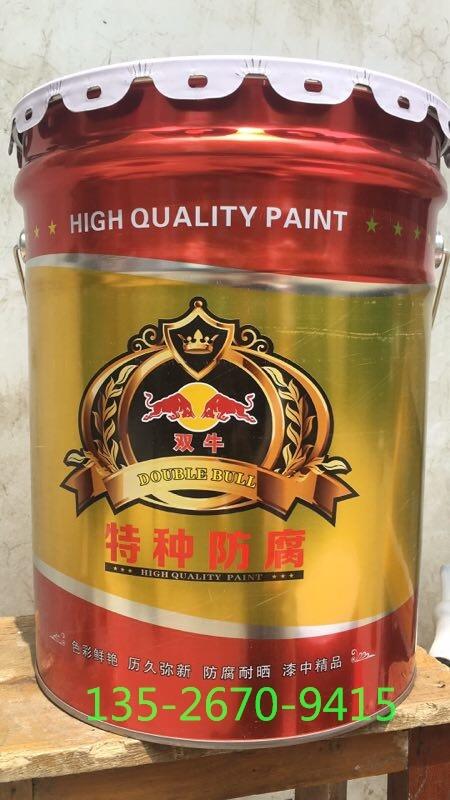 HIGH QUALITY PAINT
双牛
DOUBLE BULL
特种防腐
HIGH QUALITY PAINT
色彩鲜艳 历久弥新 防腐耐晒 漆中精品
135-2670-9415